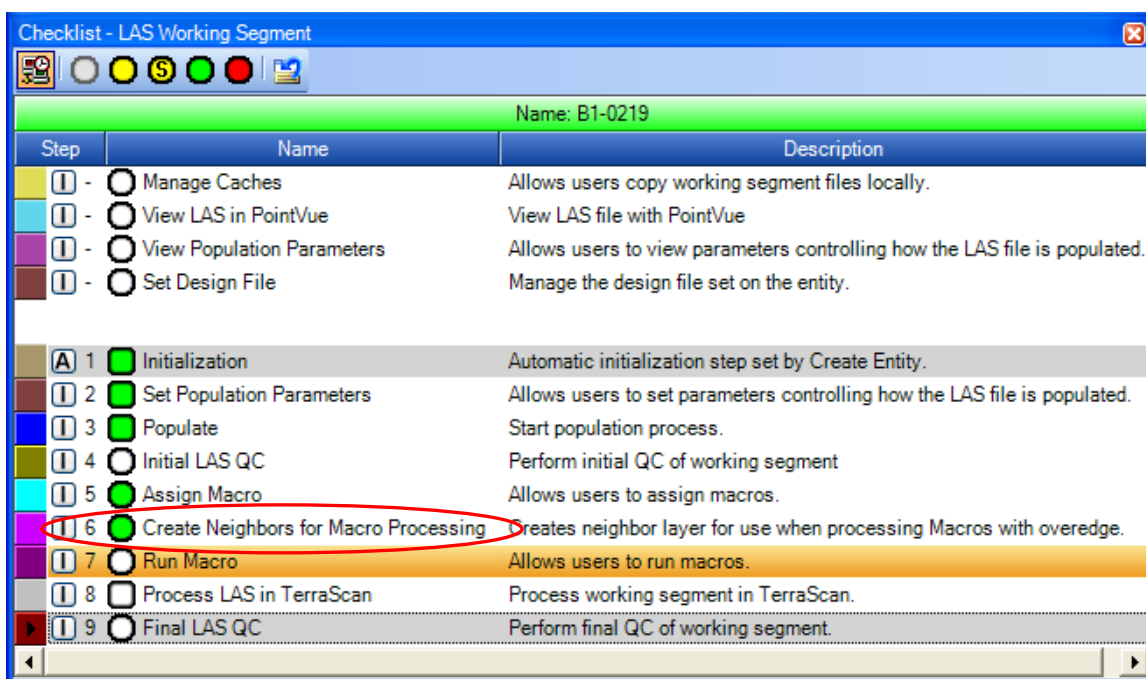 Checklist - LAS Working Segment
S
Name: B1-0219
Step Name Description
I - Manage Caches Allows users copy working segment files locally.
I - View LAS in PointVue View LAS file with PointVue
I - View Population Parameters Allows users to view parameters controlling how the LAS file is populated.
I - Set Design File Manage the design file set on the entity.
A 1 Initialization Automatic initialization step set by Create Entity.
I 2 Set Population Parameters Allows users to set parameters controlling how the LAS file is populated.
I 3 Populate Start population process.
I 4 Initial LAS QC Perform initial QC of working segment
I 5 Assign Macro Allows users to assign macros.
I 6 Create Neighbors for Macro Processing Creates neighbor layer for use when processing Macros with overedge.
I 7 Run Macro Allows users to run macros.
I 8 Process LAS in TerraScan Process working segment in TerraScan.
I 9 Final LAS QC Perform final QC of working segment.